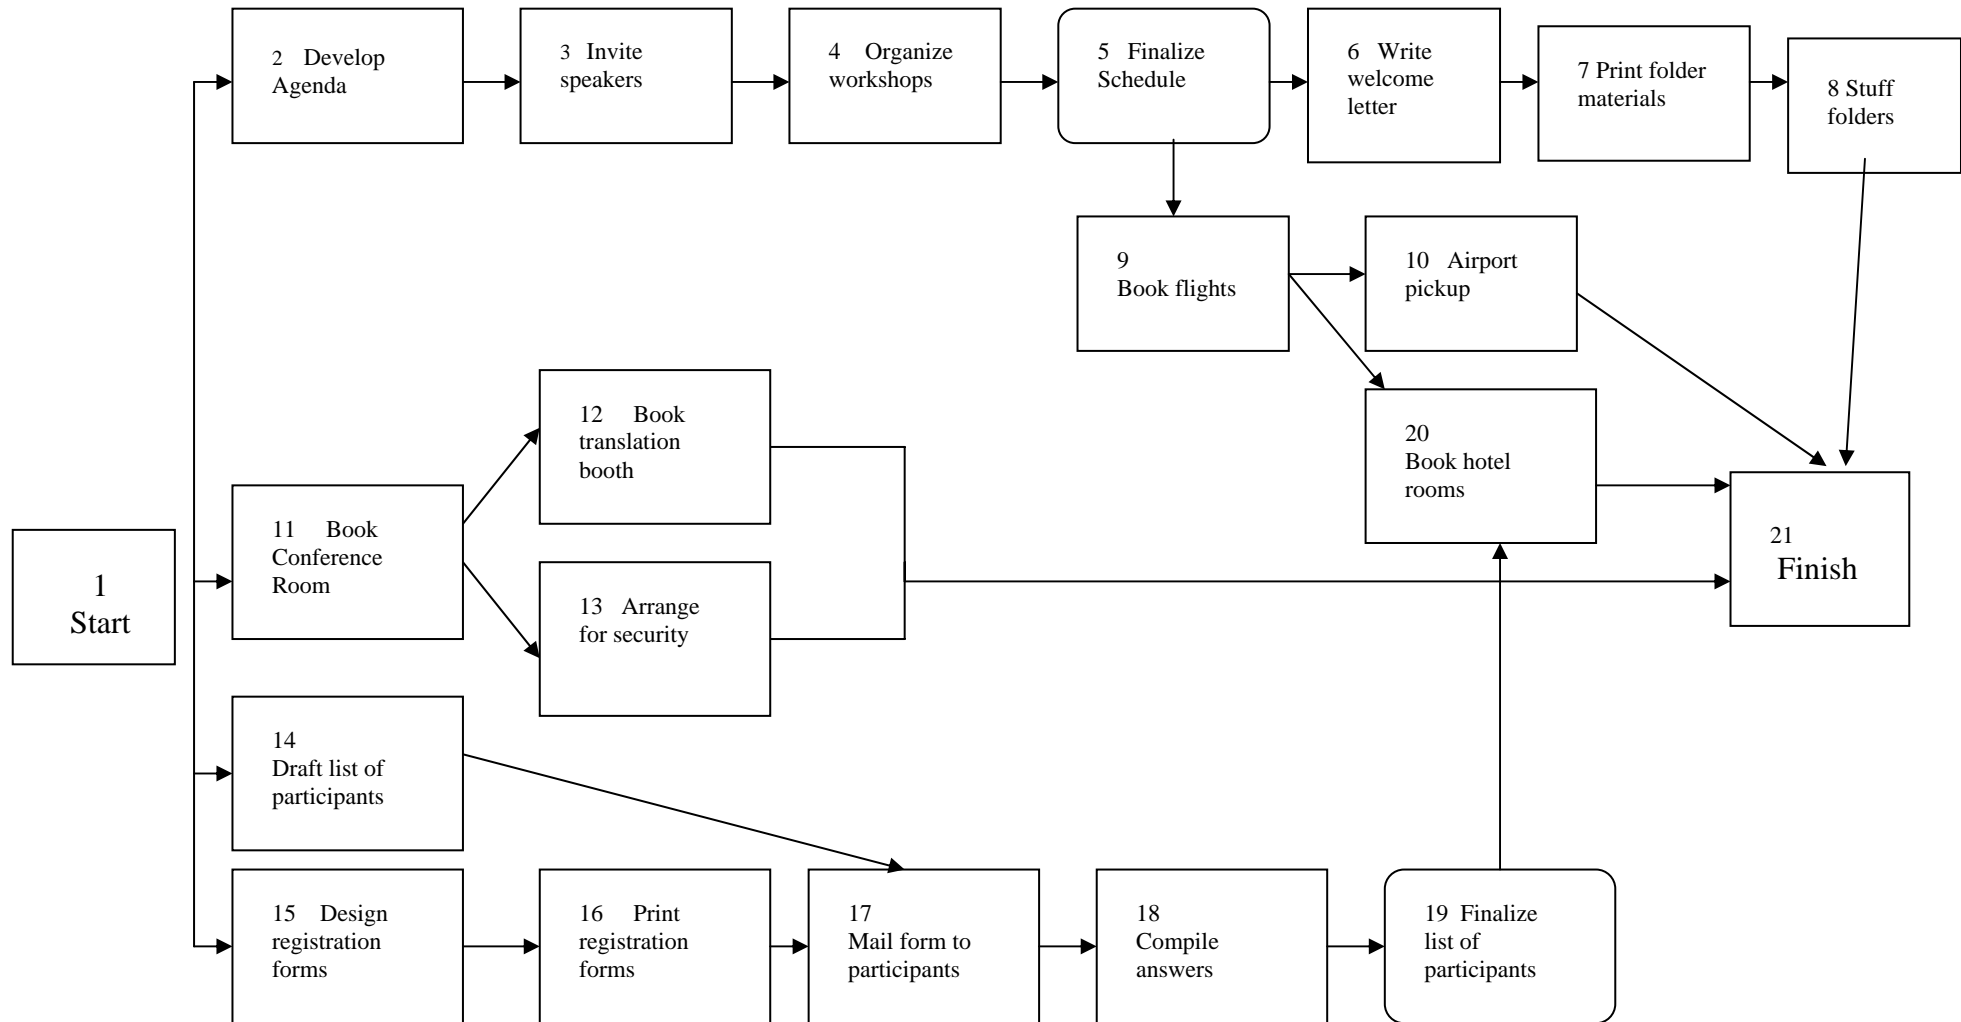 2 Develop
Agenda
3 Invite
speakers
4 Organize
workshops
5 Finalize
Schedule
6 Write
welcome
letter
7 Print folder
materials
8 Stuff
folders
9
Book flights
10 Airport
pickup
12 Book
translation
booth
20
Book hotel
rooms
11 Book
Conference
Room
1
Start
13 Arrange
for security
21
Finish
14
Draft list of
participants
15 Design
registration
forms
16 Print
registration
forms
17
Mail form to
participants
18
Compile
answers
19 Finalize
list of
participants